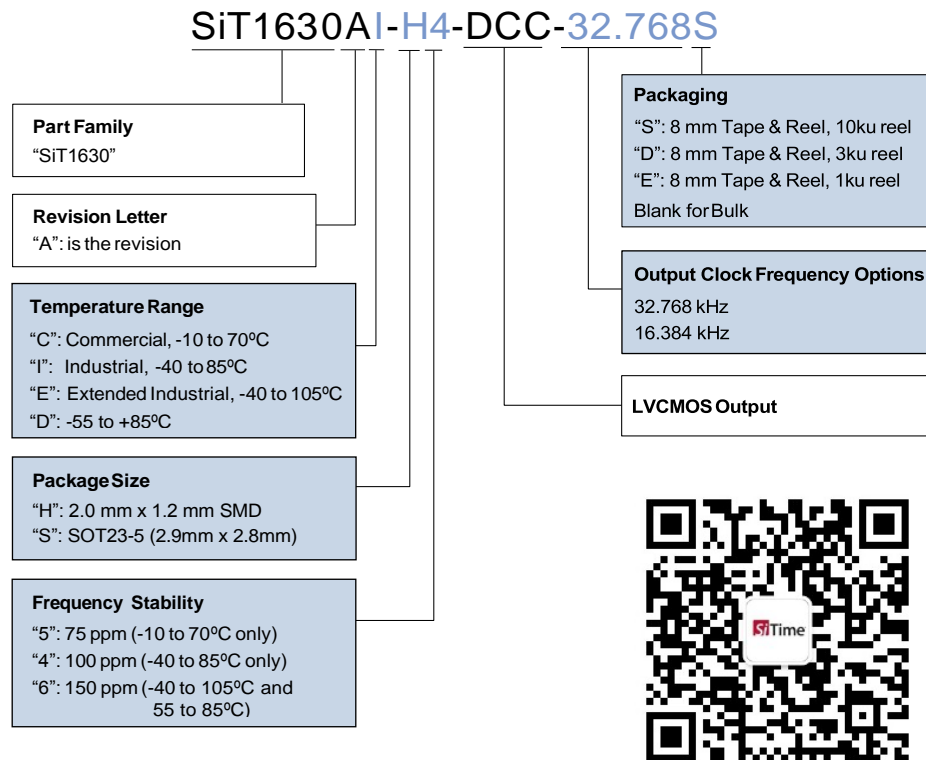 SiT1630AI-H4-DCC-32.768S
Part Family
“SiT1630”
Revision Letter
“A”: is the revision
Temperature Range
“C”: Commercial, -10 to 70ºC
“I”: Industrial, -40 to 85ºC
“E”: Extended Industrial, -40 to 105ºC
“D”: -55 to +85ºC
Package Size
“H”: 2.0 mm x 1.2 mm SMD
“S”: SOT23-5 (2.9mm x 2.8mm)
Frequency Stability
“5”: 75 ppm (-10 to 70ºC only)
“4”: 100 ppm (-40 to 85ºC only)
“6”: 150 ppm (-40 to 105ºC and
55 to 85ºC)
Packaging
“S”: 8 mm Tape & Reel, 10ku reel
“D”: 8 mm Tape & Reel, 3ku reel
“E”: 8 mm Tape & Reel, 1ku reel
Blank for Bulk
Output Clock Frequency Options
32.768 kHz
16.384 kHz
LVCMOS Output
SiTime